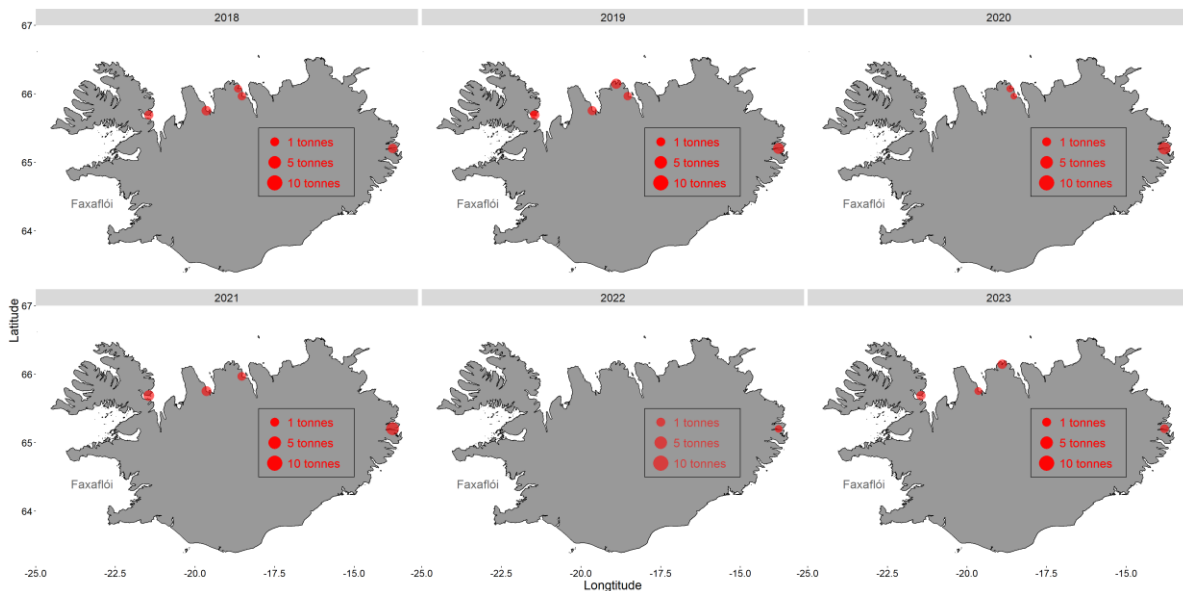 2018
2019
2020
67
66
65
64
1 tonnes
5 tonnes
10 tonnes
Faxaflói
1 tonnes
5 tonnes
10 tonnes
Faxaflói
1 tonnes
5 tonnes
10 tonnes
Faxaflói
2021
2022
2023
Latitude
67
66
65
64
1 tonnes
5 tonnes
10 tonnes
Faxaflói
1 tonnes
5 tonnes
10 tonnes
1 tonnes
5 tonnes
10 tonnes
Faxaflói
-25.0 -22.5 -20.0 -17.5 -15.0 -25.0 -22.5 -20.0 -17.5 -15.0 -25.0 -22.5 -20.0 -17.5 -15.0
Longtitude